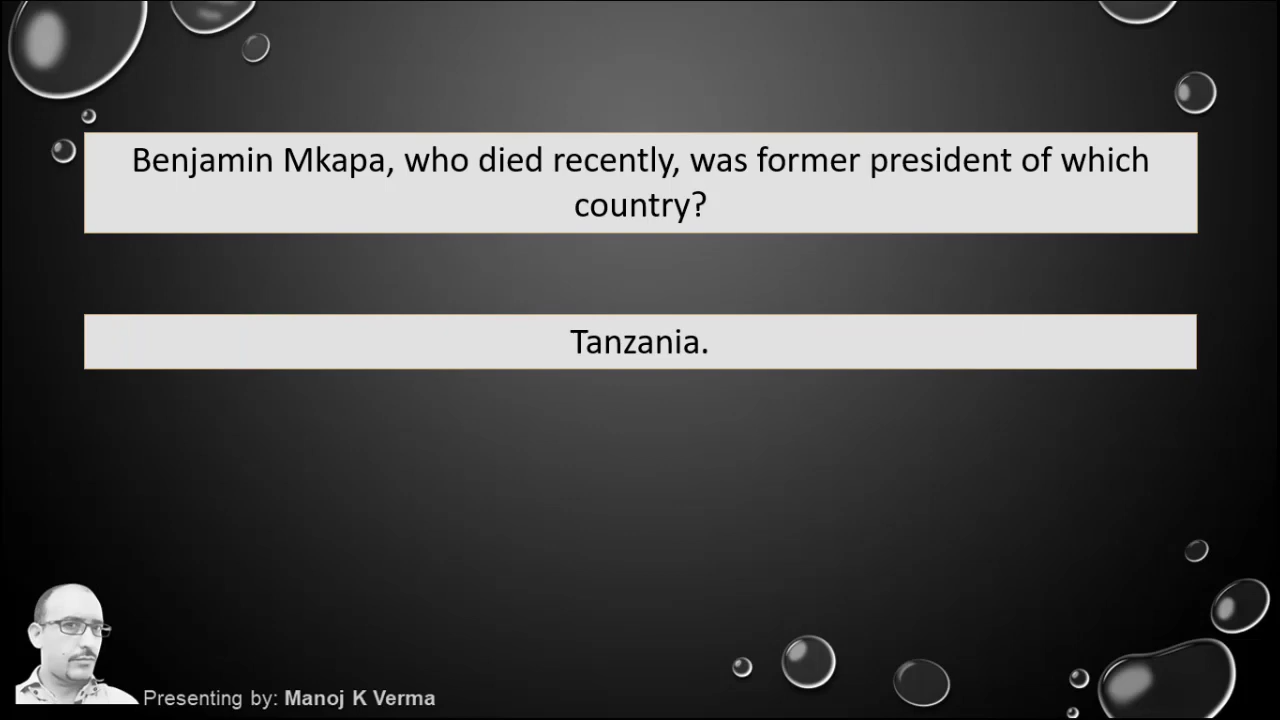 Benjamin Mkapa, who died recently, was former president of which
country?
Tanzania.
Presenting by: Manoj K Verma